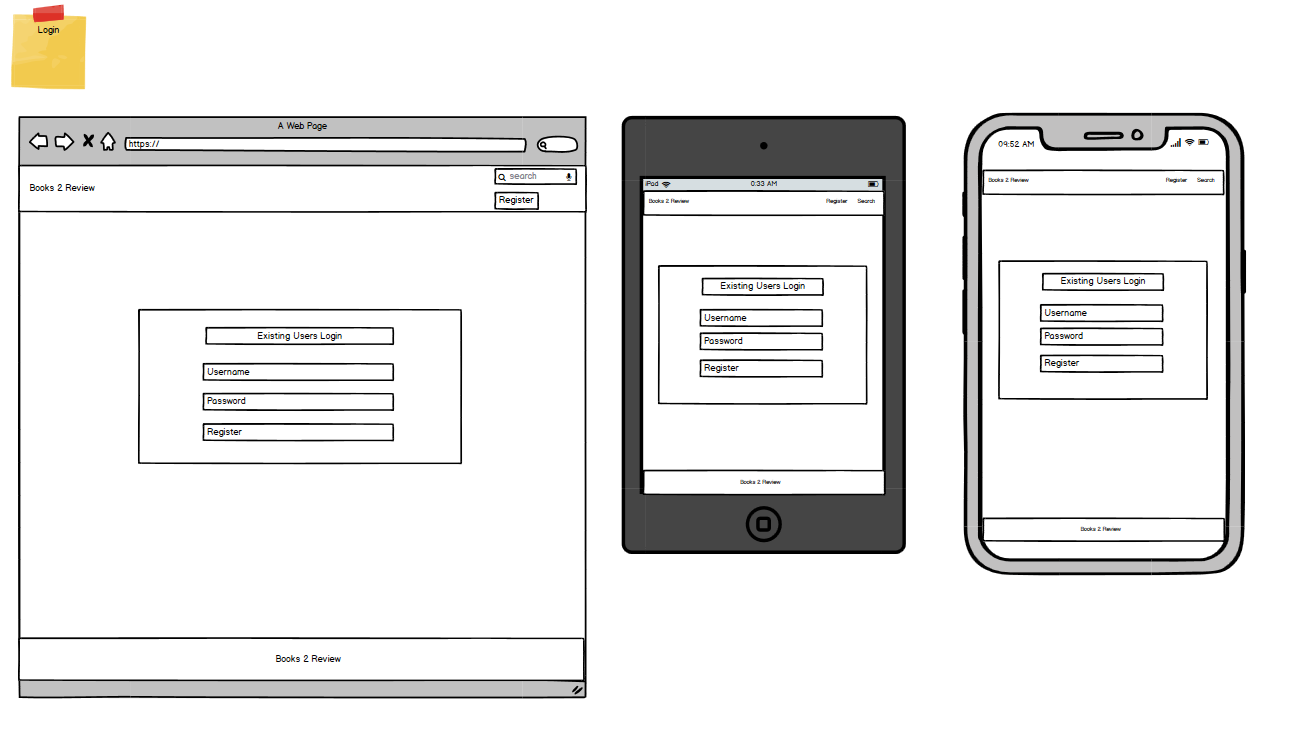 Login
A Web Page
https://
Books 2 Review
search
Register
Existing Users Login
Username
Password
Register
Books 2 Review
iPad
0:33 AM
Books 2 Review
Register
Search
Existing Users Login
Username
Password
Register
Books 2 Review
09:52 AM
Books 2 Review
Register
Search
Existing Users Login
Username
Password
Register
Books 2 Review